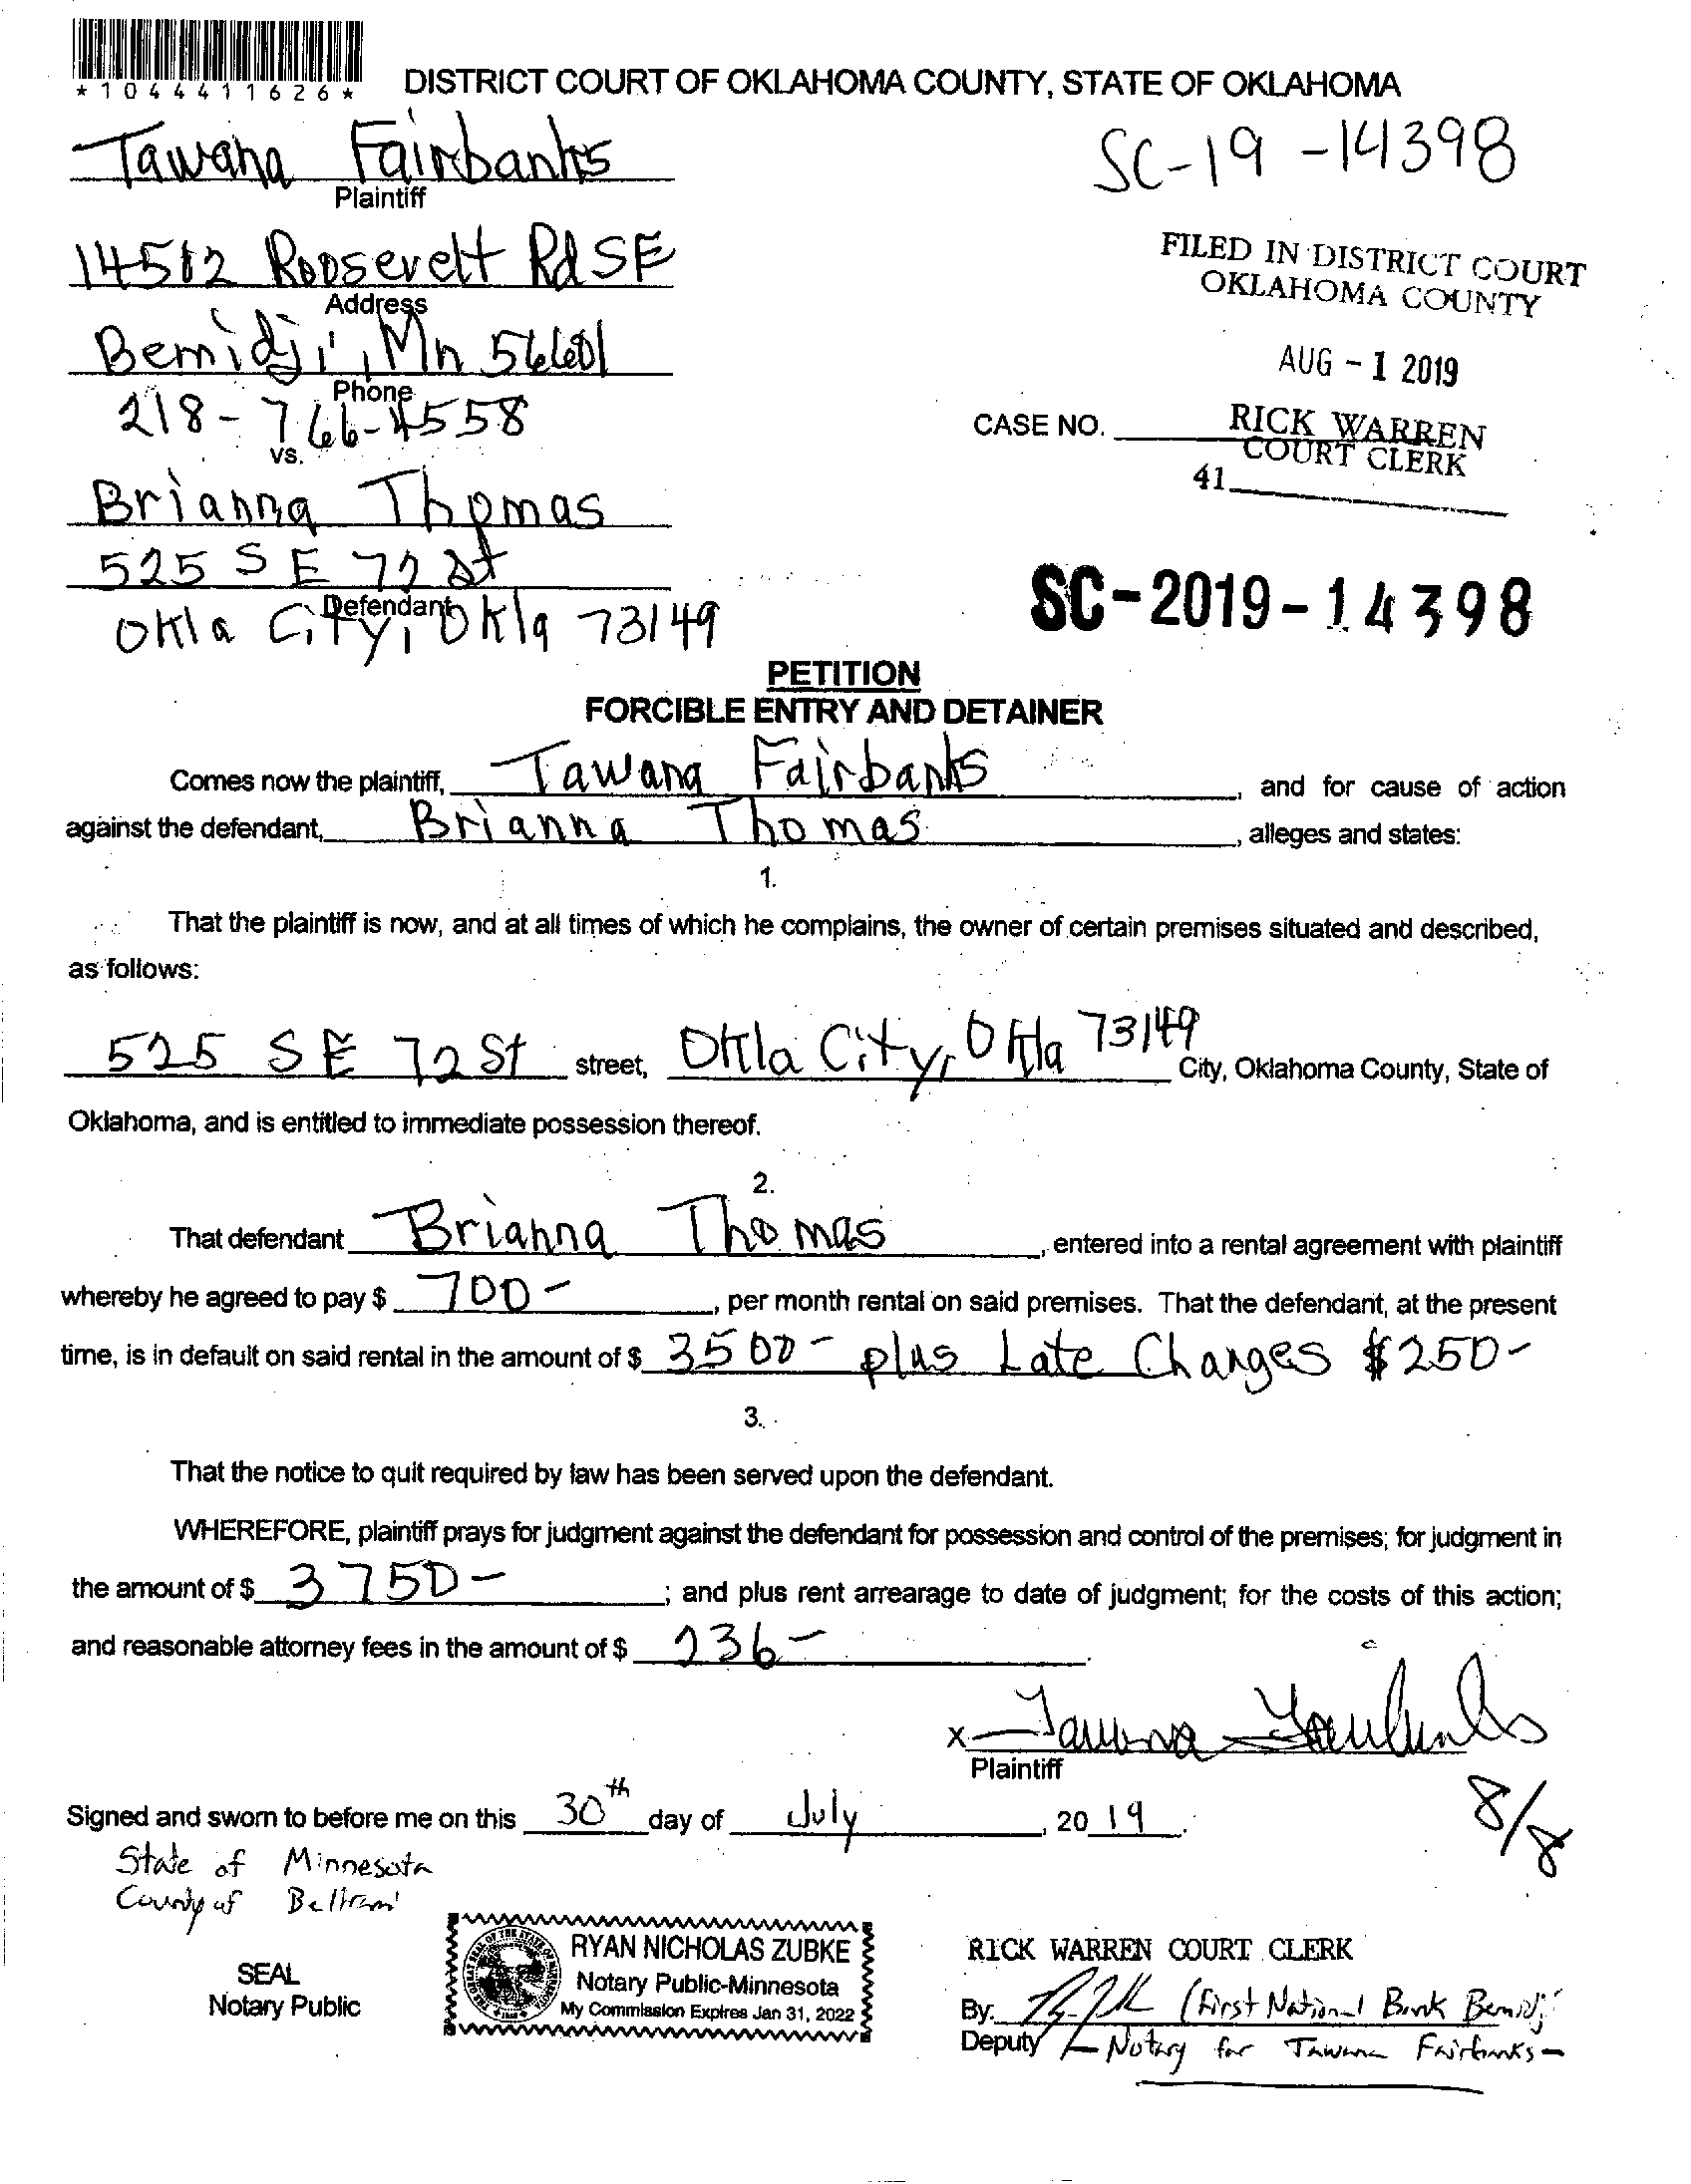 *1044411626*
DISTRICT COURT OF OKLAHOMA COUNTY, STATE OF OKLAHOMA
Tawana Fairbanks
SC-19-14398
Plaintiff
14512 Roosevelt Rd SE
FILED IN DISTRICT COURT
OKLAHOMA COUNTY
Address
Bemidji, Mn 56601
AUG - 1 2019
Phone
218-766-4558
CASE NO.
RICK WARREN
COURT CLERK
vs.
41
Brianna Thomas
525 SE 72 St
Defendant
Okla City, Okla 73149
SC-2019-14398
PETITION
FORCIBLE ENTRY AND DETAINER
Comes now the plaintiff, Tawana Fairbanks, and for cause of action
against the defendant, Brianna Thomas, alleges and states:
1.
That the plaintiff is now, and at all times of which he complains, the owner of certain premises situated and described,
as follows:
525 SE 72 St street, Okla City, Okla 73149 City, Oklahoma County, State of
Oklahoma, and is entitled to immediate possession thereof.
2.
That defendant Brianna Thomas, entered into a rental agreement with plaintiff
whereby he agreed to pay $ 700-, per month rental on said premises. That the defendant, at the present
time, is in default on said rental in the amount of $ 3500- plus Late Charges $250-
3.
That the notice to quit required by law has been served upon the defendant.
WHEREFORE, plaintiff prays for judgment against the defendant for possession and control of the premises; for judgment in
the amount of $ 3750-; and plus rent arrearage to date of judgment; for the costs of this action;
and reasonable attorney fees in the amount of $ 236-.
x Tawana Fairbanks
Plaintiff
8/8
Signed and sworn to before me on this 30th day of July, 2019.
State of Minnesota
County of Beltrami
SEAL
Notary Public
RYAN NICHOLAS ZUBKE
Notary Public-Minnesota
My Commission Expires Jan 31, 2022
RICK WARREN COURT CLERK
By: (First National Bank Bemidji
Deputy Notary for Tawana Fairbanks-